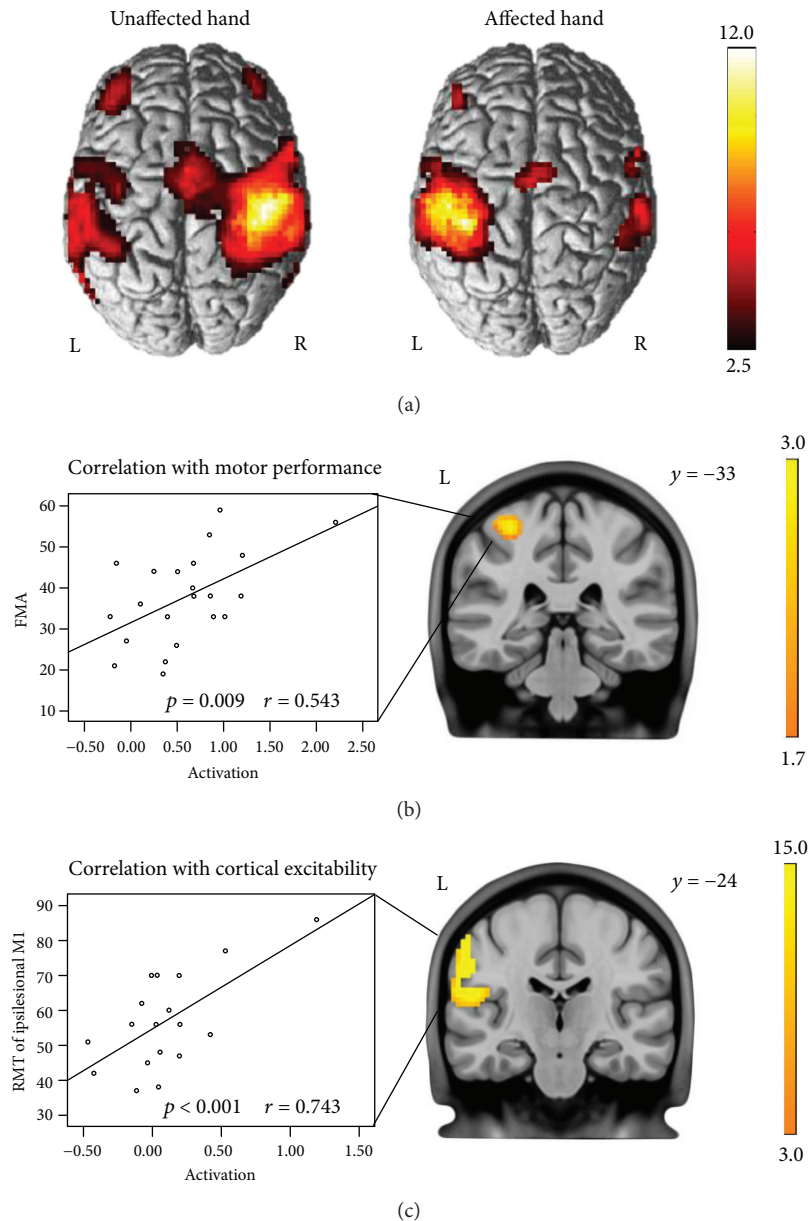 Unaffected hand
Affected hand
12.0
L
R
L
R
2.5
(a)
Correlation with motor performance
L
y = −33
3.0
60
50
40
30
20
10
FMA
p = 0.009 r = 0.543
−0.50 0.00 0.50 1.00 1.50 2.00 2.50
Activation
1.7
(b)
Correlation with cortical excitability
L
y = −24
15.0
90
80
70
60
50
40
30
RMT of ipsilesional M1
p < 0.001 r = 0.743
−0.50 0.00 0.50 1.00 1.50
Activation
3.0
(c)